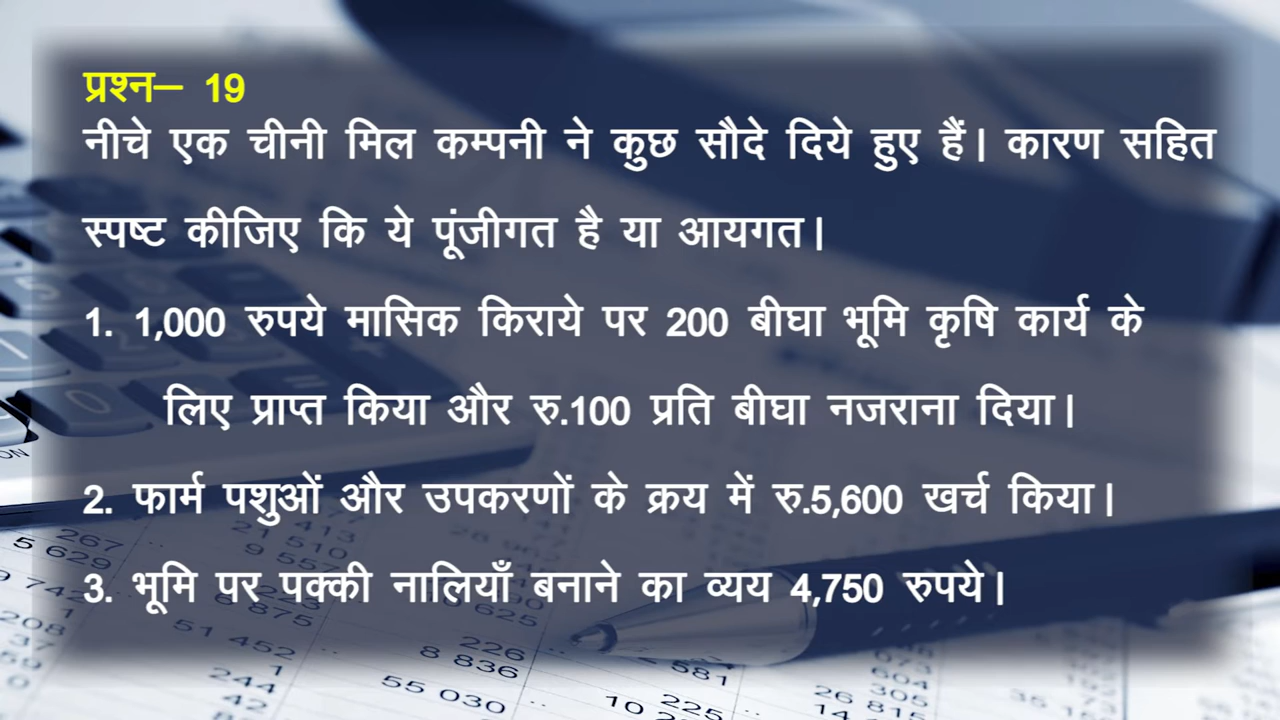 प्रश्न– 19
नीचे एक चीनी मिल कम्पनी ने कुछ सौदे दिये हुए हैं। कारण सहित
स्पष्ट कीजिए कि ये पूंजीगत है या आयगत।
1. 1,000 रुपये मासिक किराये पर 200 बीघा भूमि कृषि कार्य के
लिए प्राप्त किया और रु.100 प्रति बीघा नजराना दिया।
2. फार्म पशुओं और उपकरणों के क्रय में रु.5,600 खर्च किया।
3. भूमि पर पक्की नालियाँ बनाने का व्यय 4,750 रुपये।